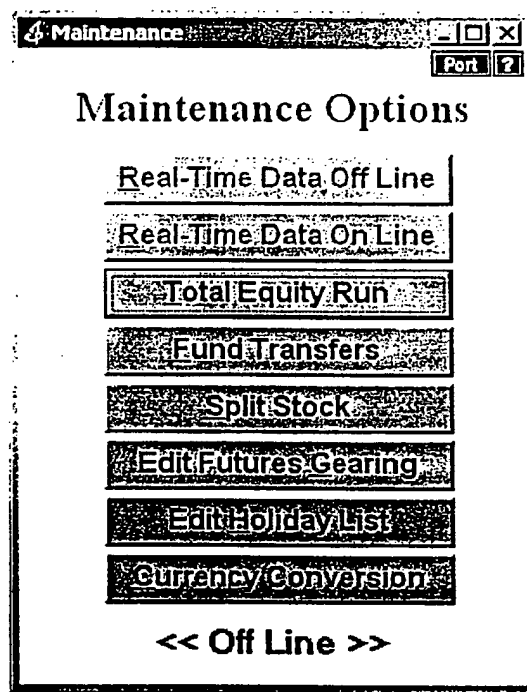 Maintenance
Port ?
Maintenance Options
Real-Time Data Off Line
Real-Time Data On Line
Total Equity Run
Fund Transfers
Split Stock
Edit Futures Gearing
Edit Holiday List
Currency Conversion
<< Off Line >>